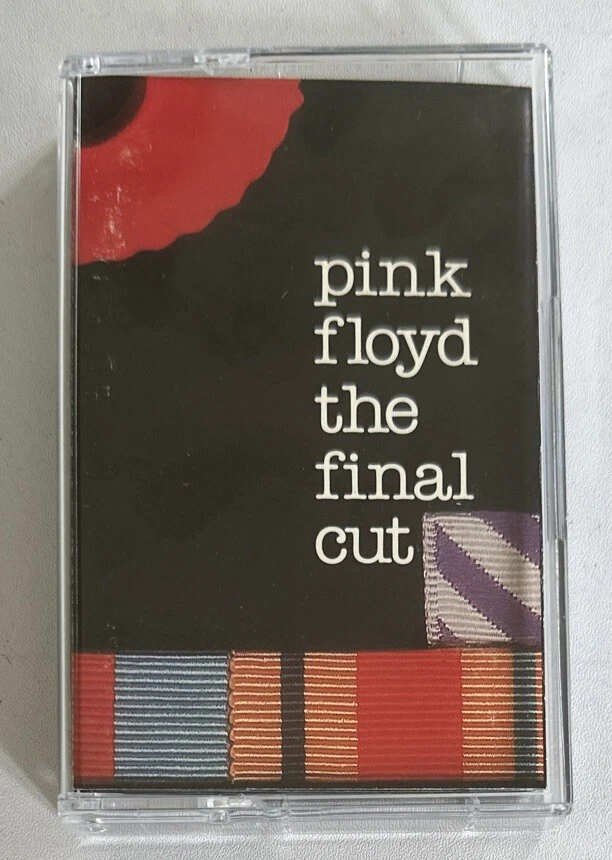 pink
floyd
the
final
cut